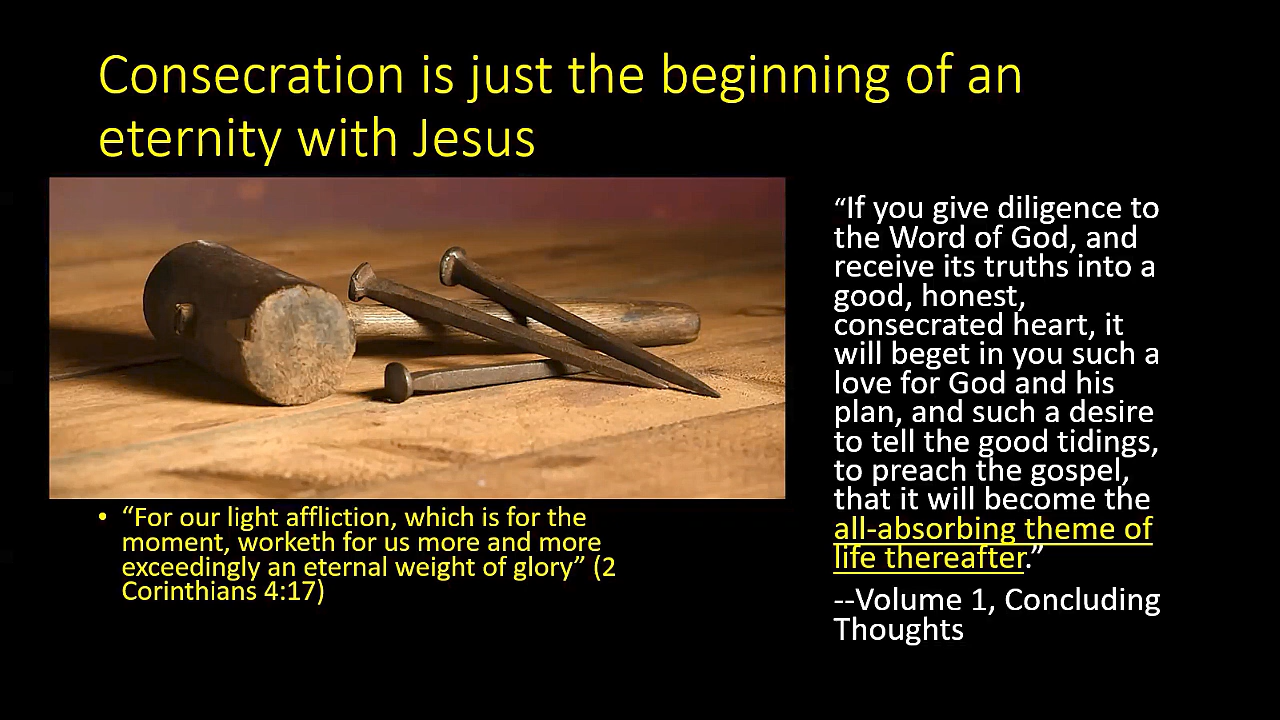 Consecration is just the beginning of an
eternity with Jesus
“If you give diligence to
the Word of God, and
receive its truths into a
good, honest,
consecrated heart, it
will beget in you such a
love for God and his
plan, and such a desire
to tell the good tidings,
to preach the gospel,
that it will become the
all-absorbing theme of
life thereafter.”
--Volume 1, Concluding
Thoughts
• “For our light affliction, which is for the
moment, worketh for us more and more
exceedingly an eternal weight of glory” (2
Corinthians 4:17)